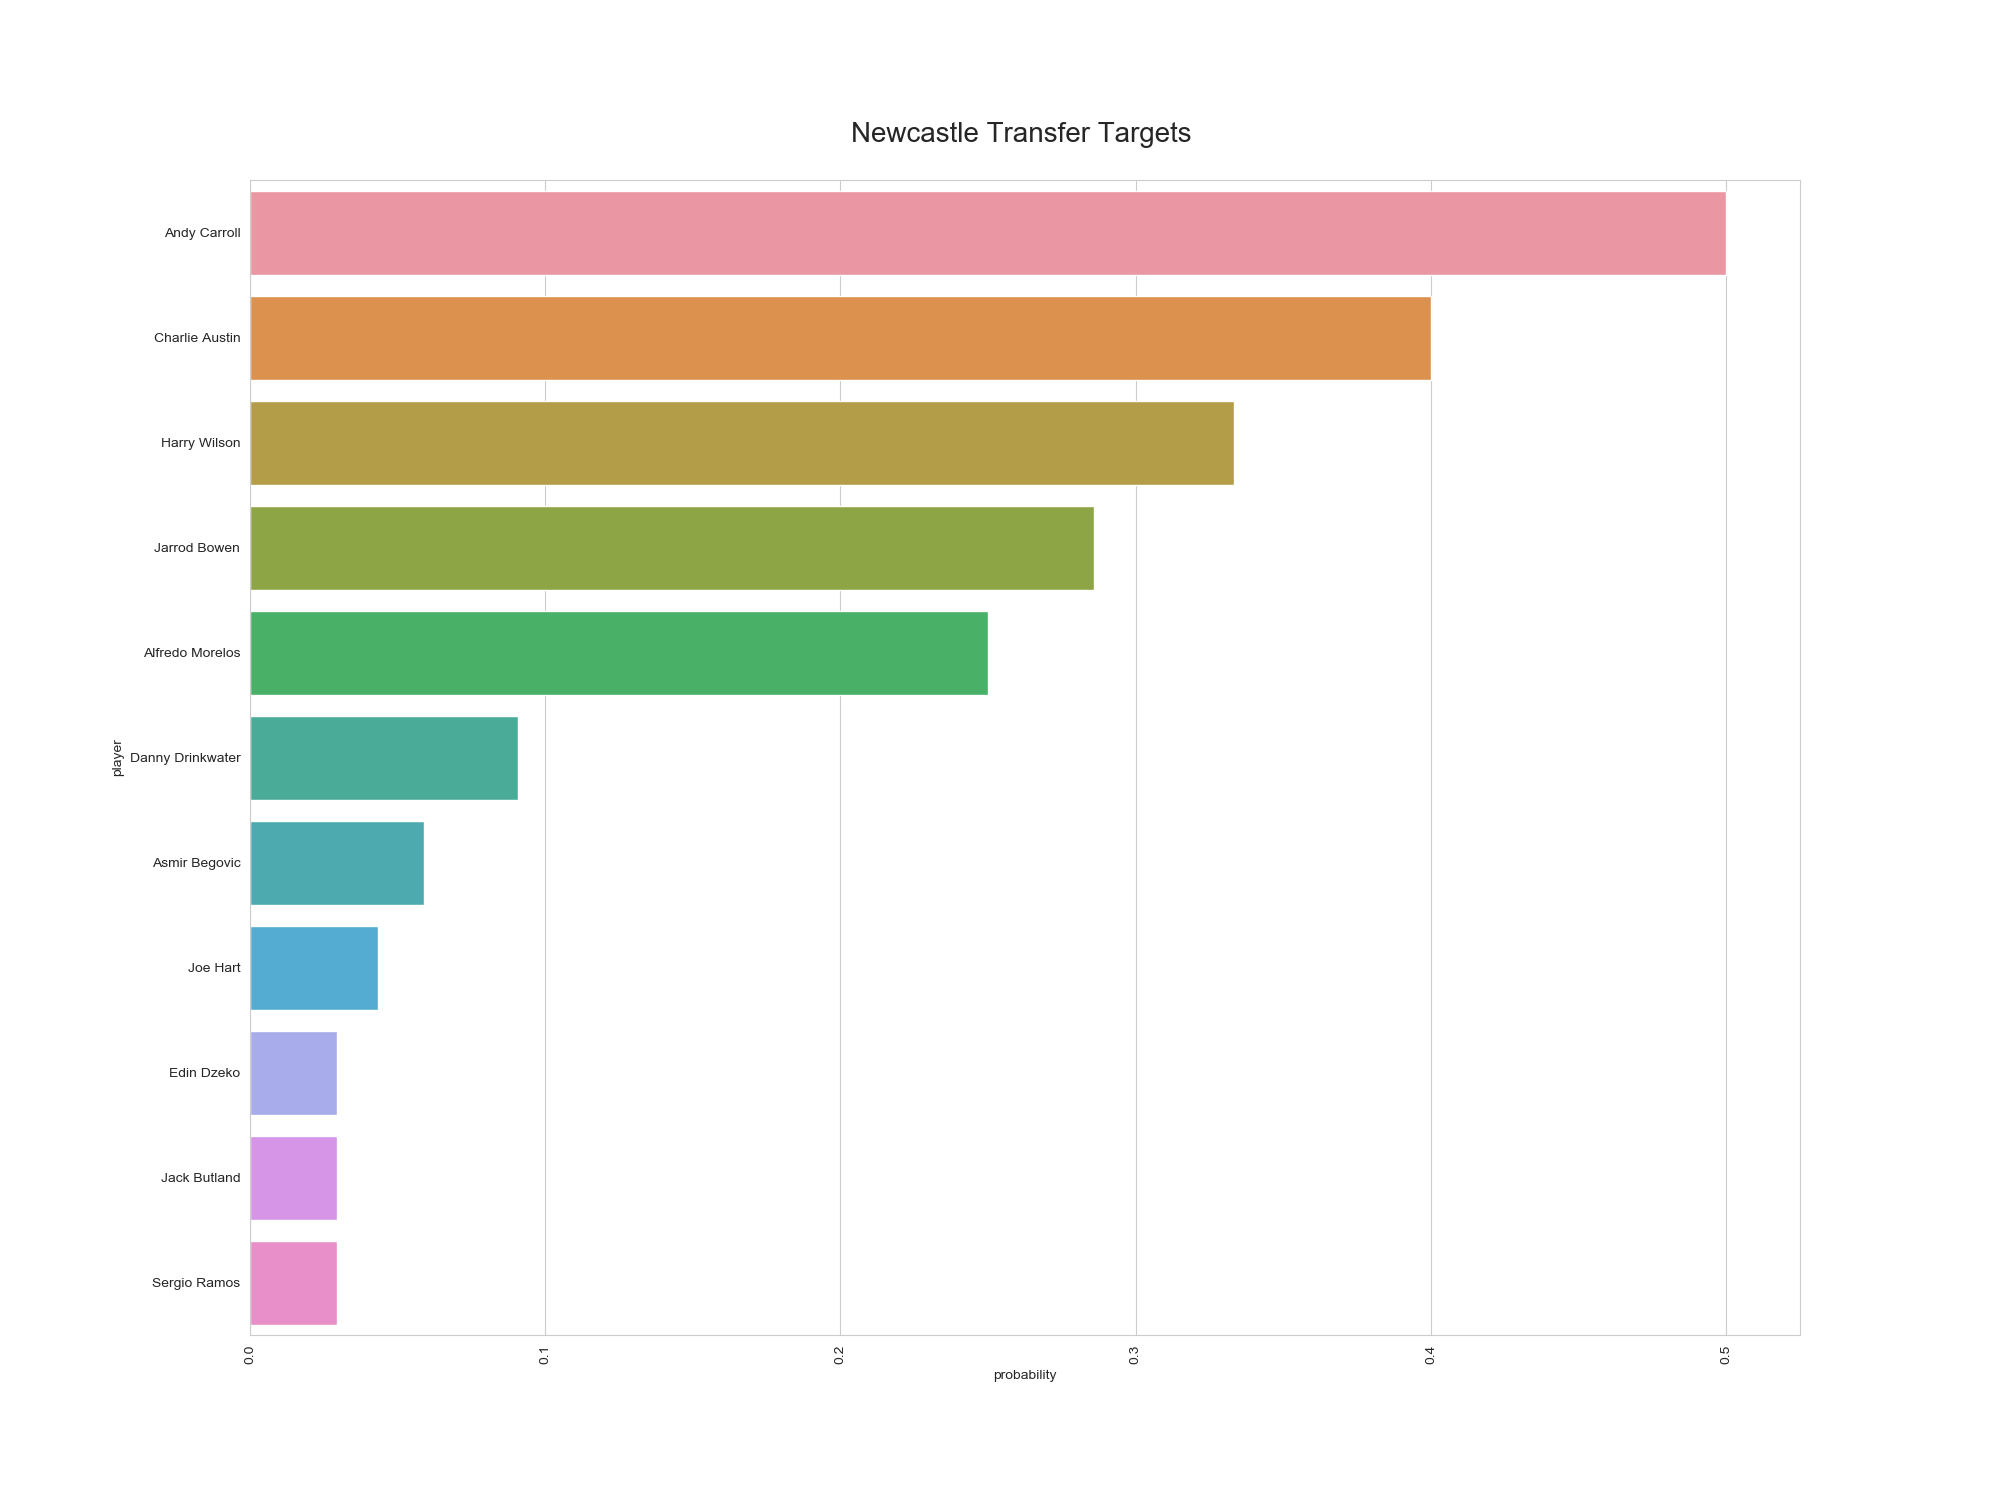 Newcastle Transfer Targets
Andy Carroll
Charlie Austin
Harry Wilson
Jarrod Bowen
Alfredo Morelos
Danny Drinkwater
Asmir Begovic
Joe Hart
Edin Dzeko
Jack Butland
Sergio Ramos
player
0.0 0.1 0.2 0.3 0.4 0.5
probability